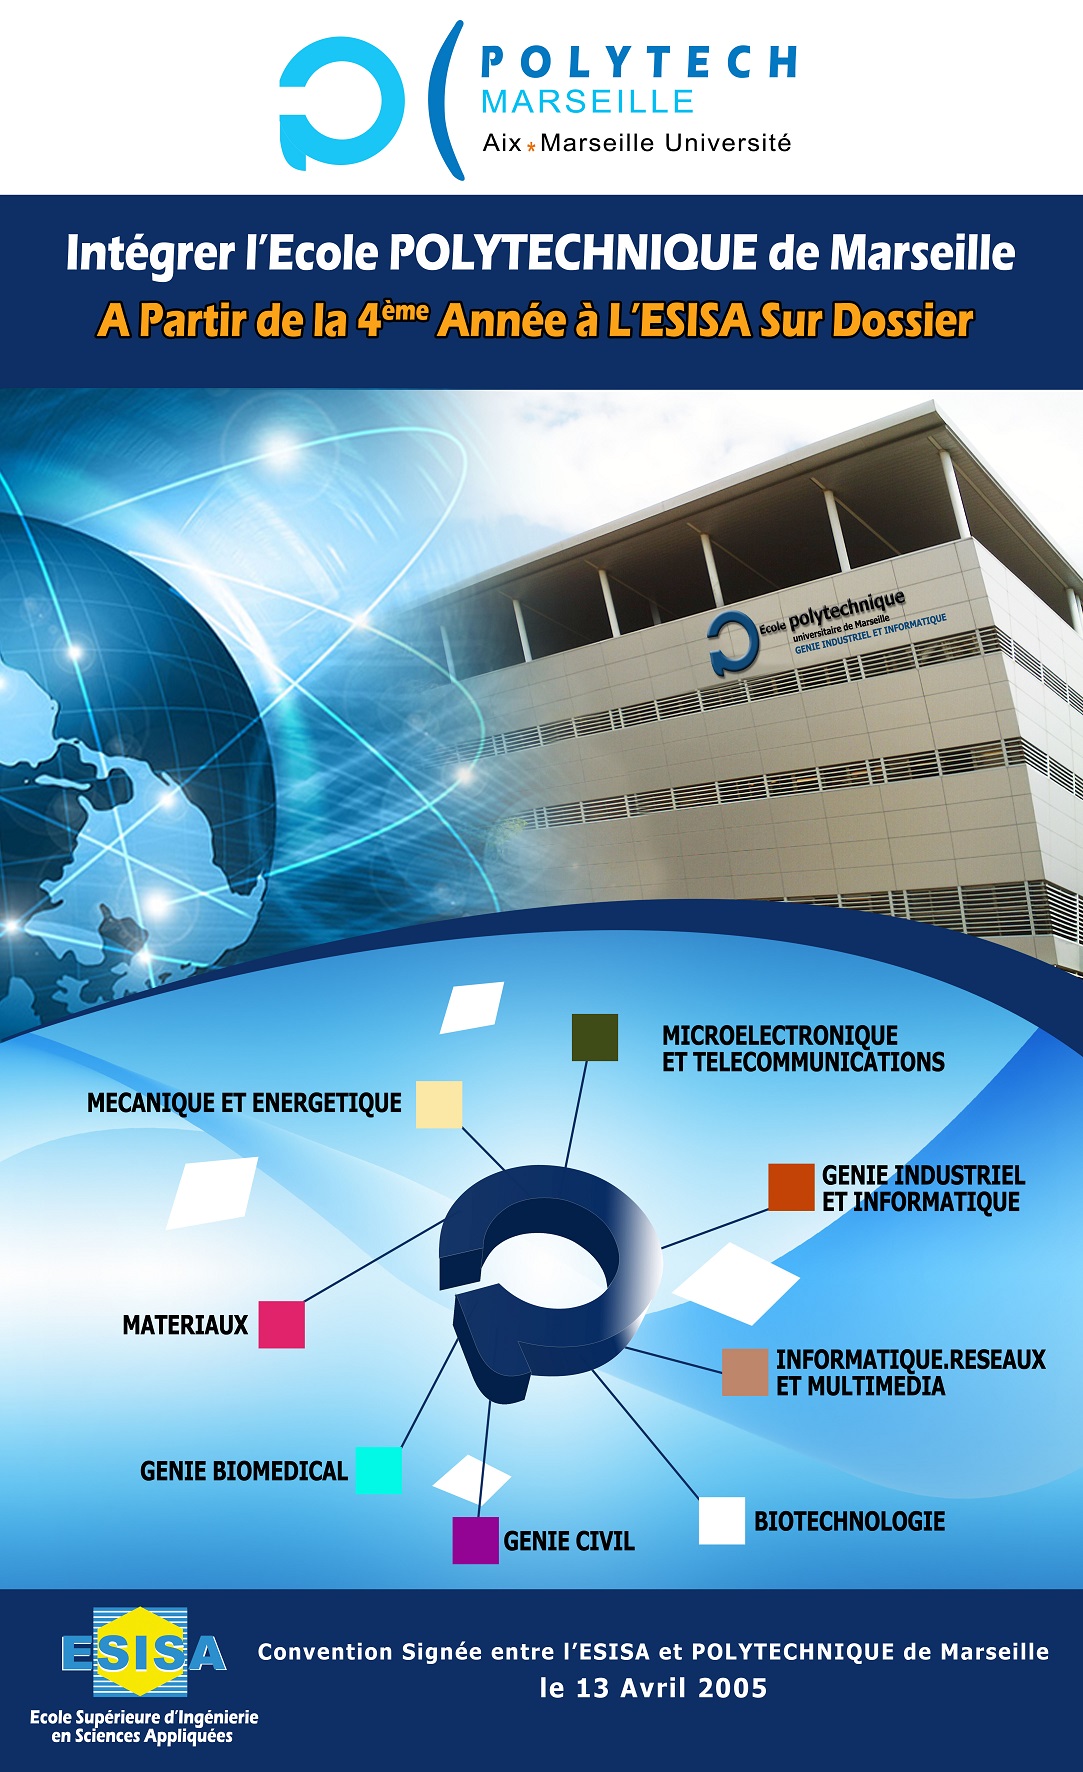 POLYTECH
MARSEILLE
Aix*Marseille Université
Intégrer l'Ecole POLYTECHNIQUE de Marseille
A Partir de la 4ème Année à L'ESISA Sur Dossier
Ecole polytechnique
universitaire de Marseille
GENIE INDUSTRIEL ET INFORMATIQUE
MICROELECTRONIQUE
ET TELECOMMUNICATIONS
MECANIQUE ET ENERGETIQUE
GENIE INDUSTRIEL
ET INFORMATIQUE
MATERIAUX
INFORMATIQUE.RESEAUX
ET MULTIMEDIA
GENIE BIOMEDICAL
BIOTECHNOLOGIE
GENIE CIVIL
ESISA
Ecole Supérieure d'Ingénierie
en Sciences Appliquées
Convention Signée entre l'ESISA et POLYTECHNIQUE de Marseille
le 13 Avril 2005